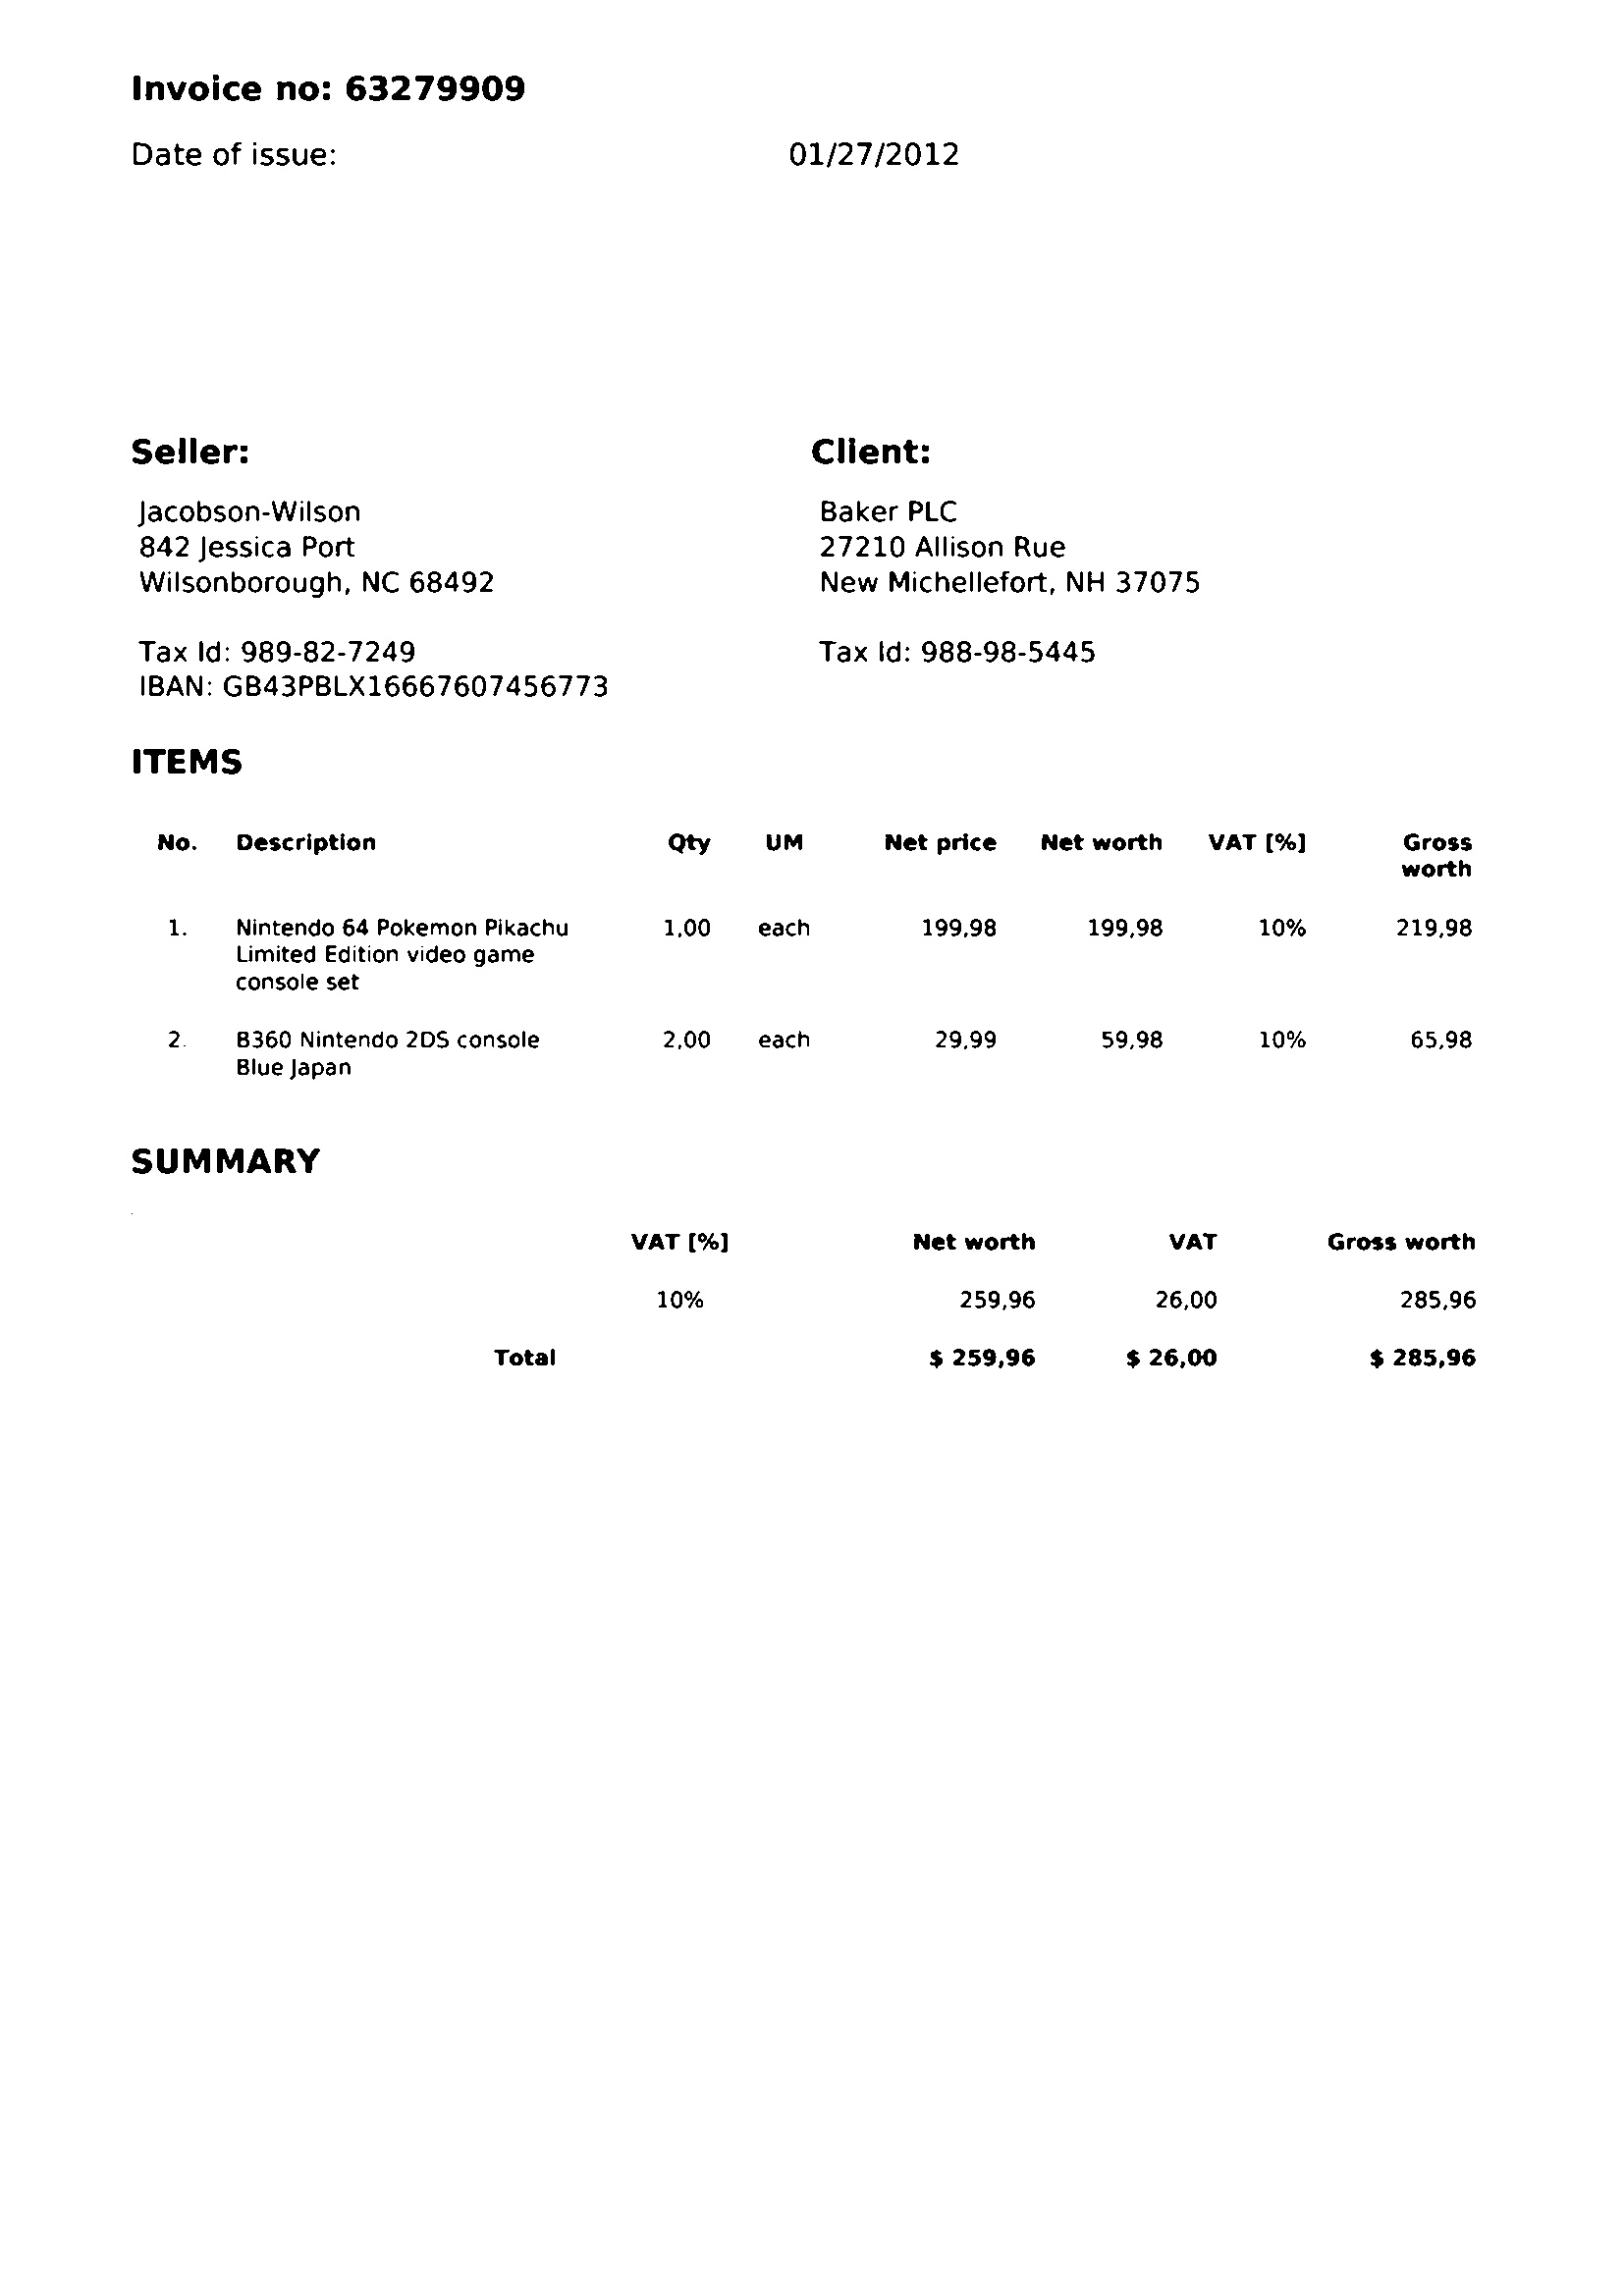 Invoice no: 63279909
Date of issue: 01/27/2012
Seller: Client:
Jacobson-Wilson Baker PLC
842 Jessica Port 27210 Allison Rue
Wilsonborough, NC 68492 New Michellefort, NH 37075
Tax Id: 989-82-7249 Tax Id: 988-98-5445
IBAN: GB43PBLX16667607456773
ITEMS
No. Description Qty UM Net price Net worth VAT [%] Gross
worth
1. Nintendo 64 Pokemon Pikachu 1,00 each 199,98 199,98 10% 219,98
Limited Edition video game
console set
2. B360 Nintendo 2DS console 2,00 each 29,99 59,98 10% 65,98
Blue Japan
SUMMARY
VAT [%] Net worth VAT Gross worth
10% 259,96 26,00 285,96
Total $ 259,96 $ 26,00 $ 285,96